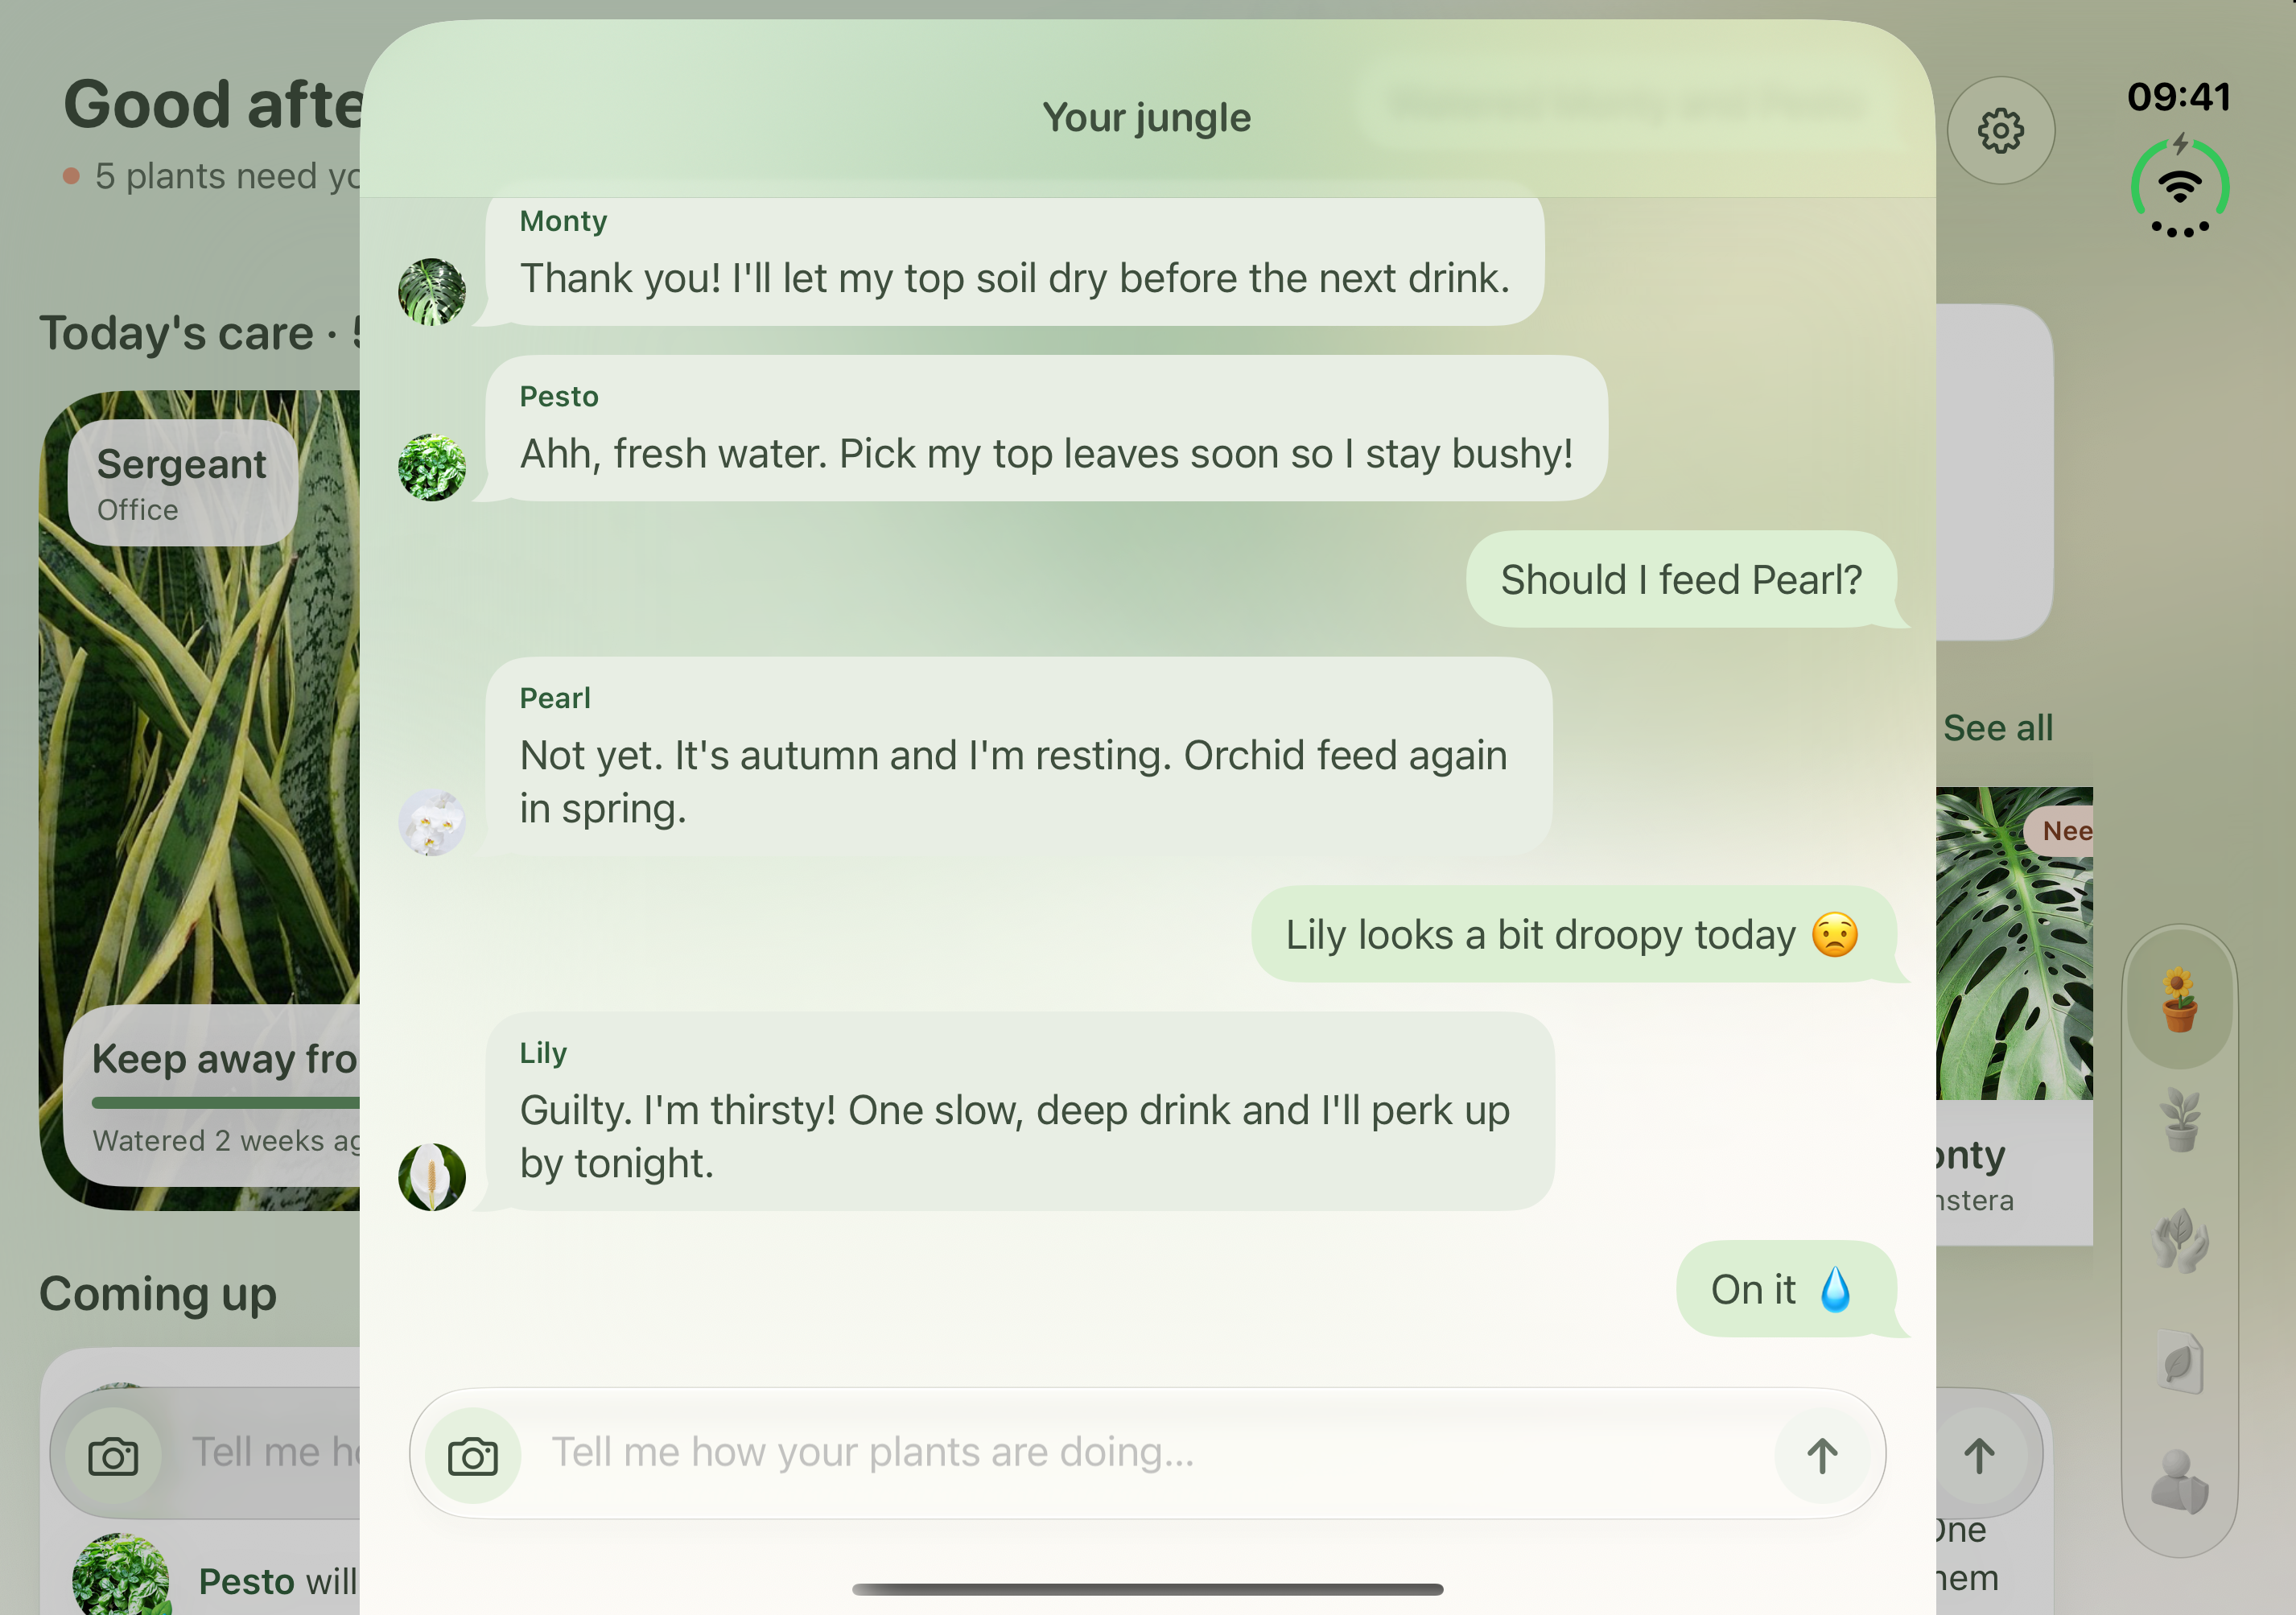 Good afte
5 plants need yo
Today's care ·
Sergeant
Office
Keep away fro
Watered 2 weeks ag
Coming up
Tell me h
Pesto will
Your jungle
Monty
Thank you! I'll let my top soil dry before the next drink.
Pesto
Ahh, fresh water. Pick my top leaves soon so I stay bushy!
Should I feed Pearl?
Pearl
Not yet. It's autumn and I'm resting. Orchid feed again
in spring.
Lily looks a bit droopy today 😟
Lily
Guilty. I'm thirsty! One slow, deep drink and I'll perk up
by tonight.
On it 💧
Tell me how your plants are doing...
09:41
See all
Nee
onty
nstera
One
hem